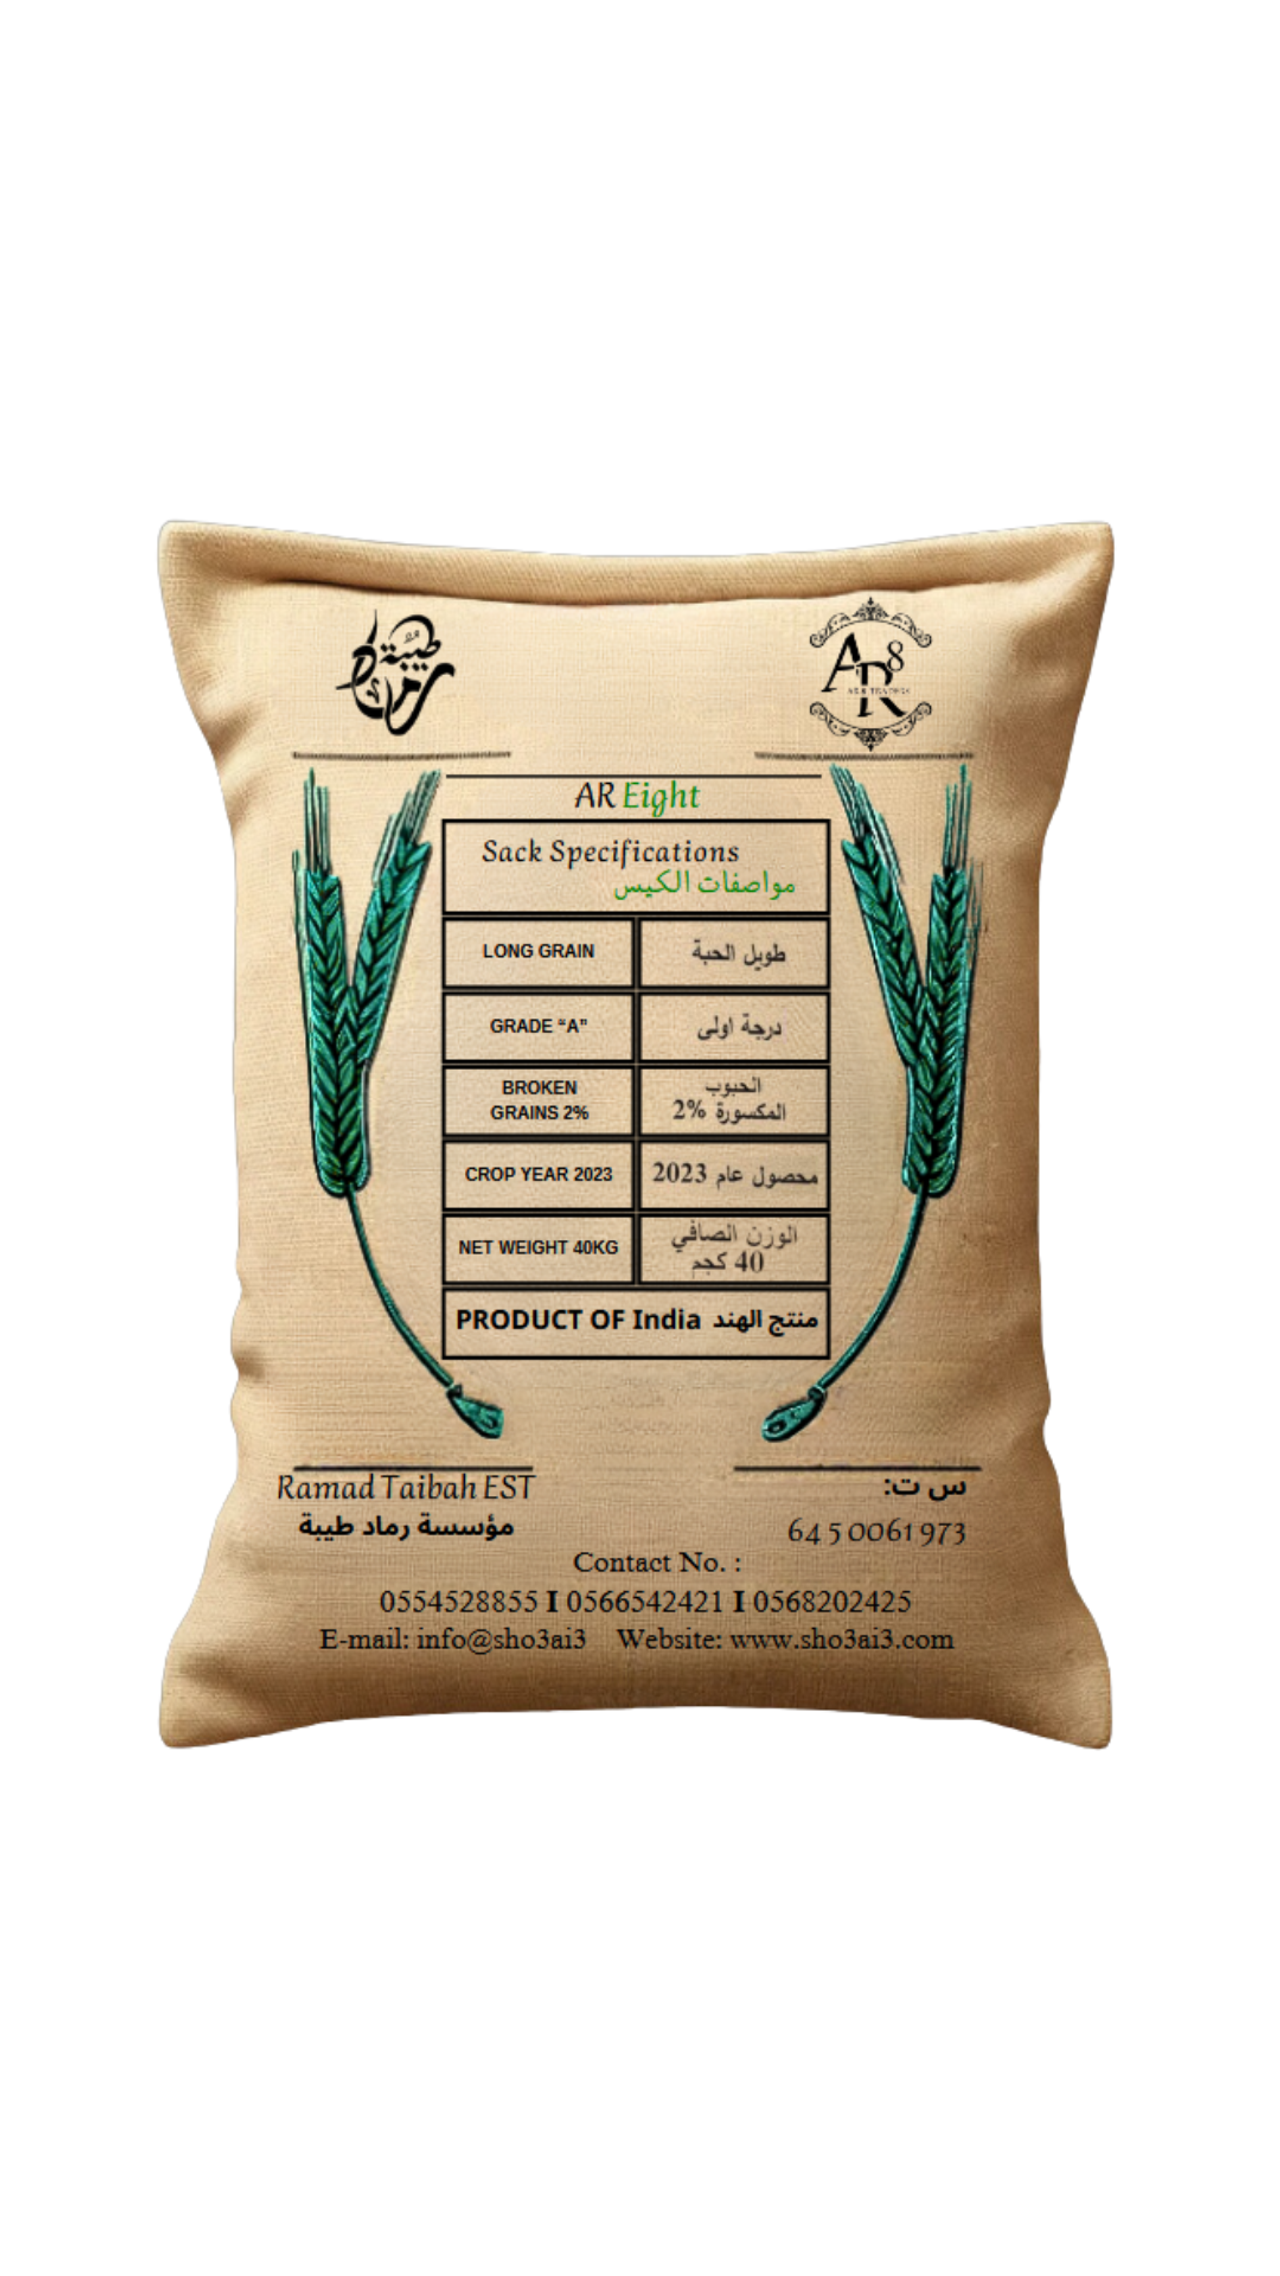 طيبة
رماد
AR8
AR Eight
Sack Specifications
مواصفات الكيس
LONG GRAIN
طويل الحبة
GRADE “A”
درجة اولى
BROKEN
GRAINS 2%
الحبوب
المكسورة 2%
CROP YEAR 2023
محصول عام 2023
NET WEIGHT 40KG
الوزن الصافي
40 كجم
PRODUCT OF India منتج الهند
Ramad Taibah EST
مؤسسة رماد طيبة
س ت:
64 5 0061 973
Contact No. :
0554528855 I 0566542421 I 0568202425
E-mail: info@sho3ai3 Website: www.sho3ai3.com